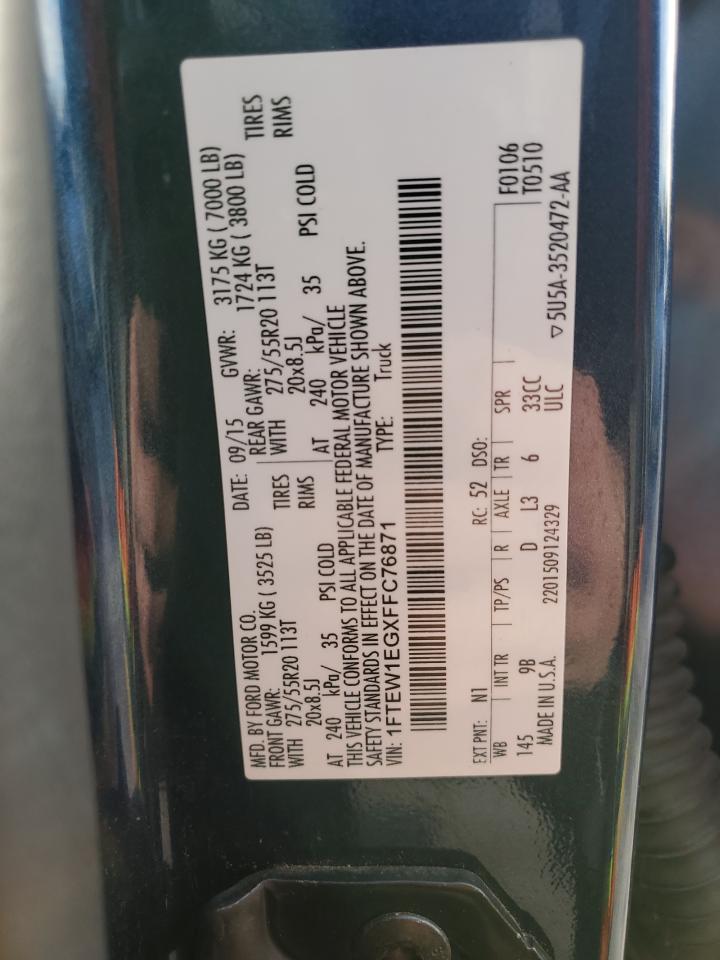 MFD. BY FORD MOTOR CO.
DATE: 09/15 GVWR: 3175 KG ( 7000 LB)
FRONT GAWR: 1599 KG ( 3525 LB) REAR GAWR: 1724 KG ( 3800 LB)
WITH 275/55R20 113T TIRES WITH 275/55R20 113T TIRES
20x8.5J RIMS 20x8.5J RIMS
AT 240 kPa/ 35 PSI COLD AT 240 kPa/ 35 PSI COLD
THIS VEHICLE CONFORMS TO ALL APPLICABLE FEDERAL MOTOR VEHICLE
SAFETY STANDARDS IN EFFECT ON THE DATE OF MANUFACTURE SHOWN ABOVE.
VIN: 1FTEW1EGXFFC76871 TYPE: Truck
EXT PNT: N1 RC: 52 DSO: F0106
WB INT TR TP/PS R AXLE TR SPR T0510
145 9B D L3 6 33CC
MADE IN U.S.A. 2201509124329 ULC ▽5U5A-3520472-AA